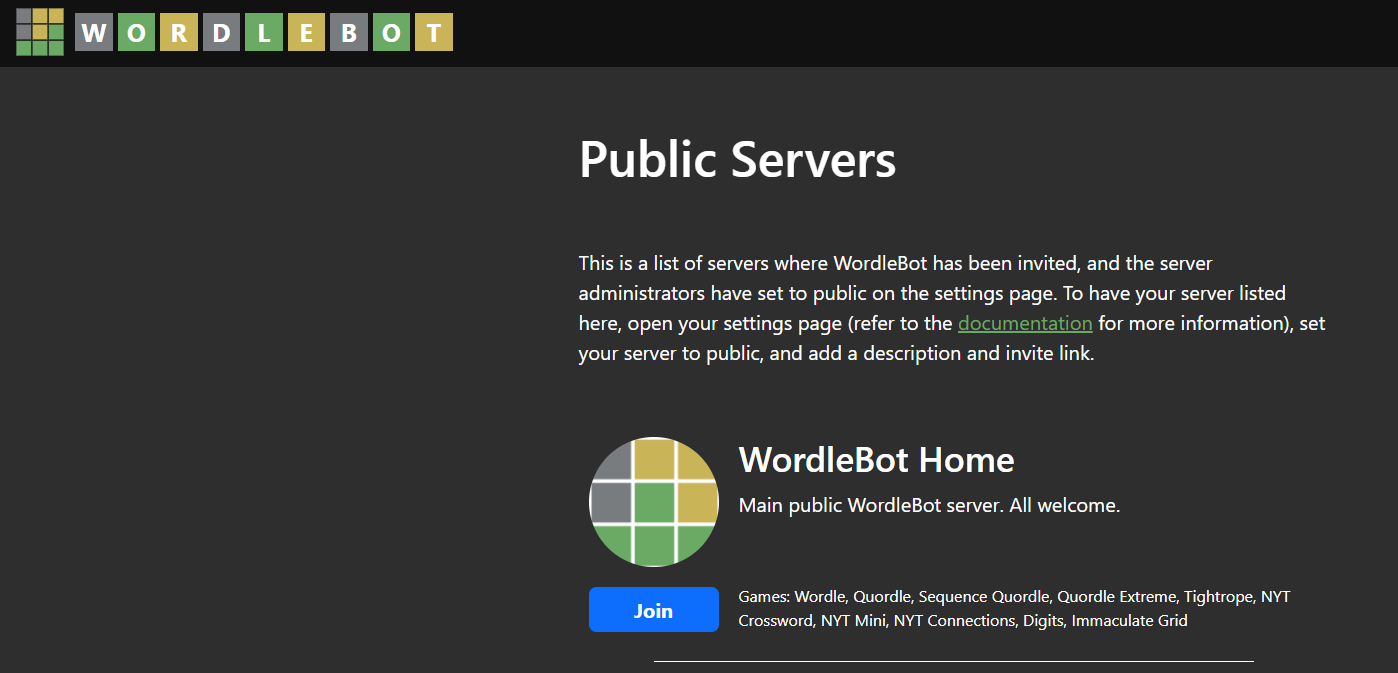 WORDLEBOT
Public Servers
This is a list of servers where WordleBot has been invited, and the server
administrators have set to public on the settings page. To have your server listed
here, open your settings page (refer to the documentation for more information), set
your server to public, and add a description and invite link.
WordleBot Home
Main public WordleBot server. All welcome.
Join
Games: Wordle, Quordle, Sequence Quordle, Quordle Extreme, Tightrope, NYT
Crossword, NYT Mini, NYT Connections, Digits, Immaculate Grid